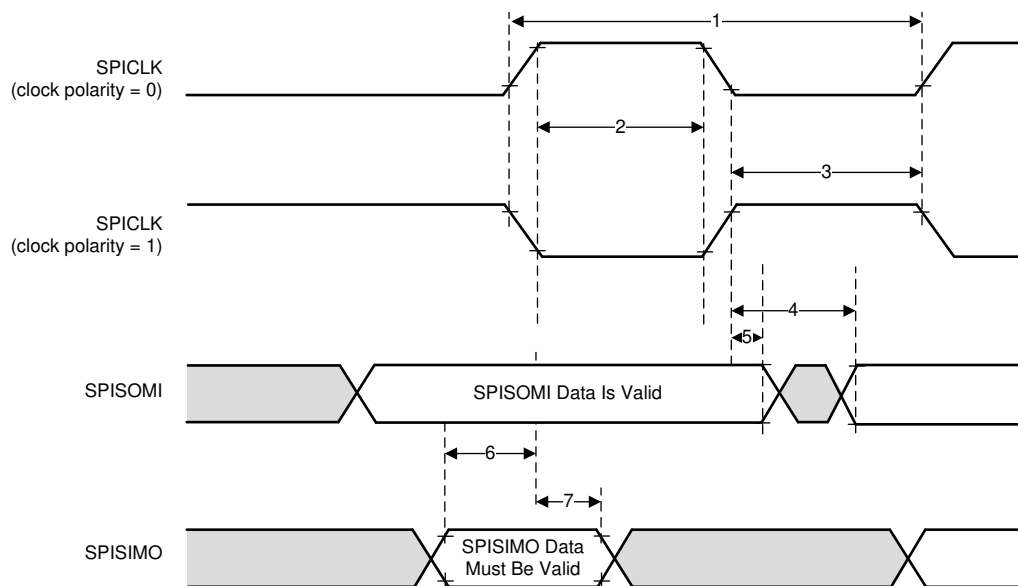 1
SPICLK
(clock polarity = 0)
2
3
SPICLK
(clock polarity = 1)
4
5
SPISOMI
SPISOMI Data Is Valid
6
7
SPISIMO
SPISIMO Data
Must Be Valid